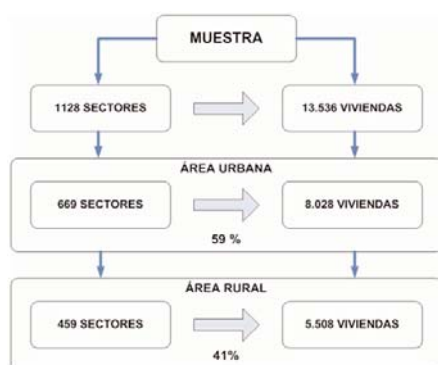 MUESTRA
1128 SECTORES
13.536 VIVIENDAS
ÁREA URBANA
669 SECTORES
8.028 VIVIENDAS
59 %
ÁREA RURAL
459 SECTORES
5.508 VIVIENDAS
41%